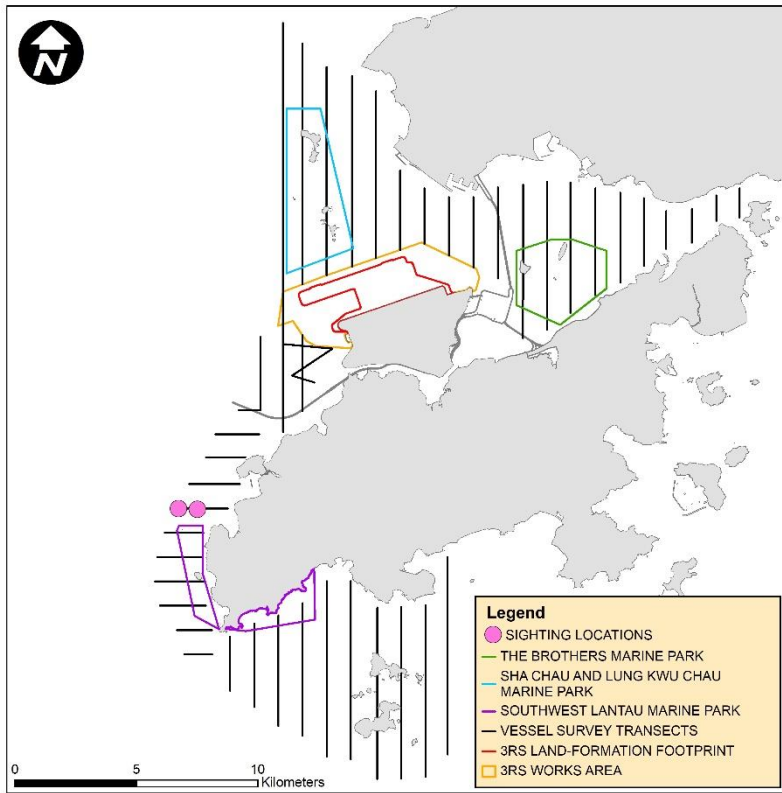 N
Legend
SIGHTING LOCATIONS
THE BROTHERS MARINE PARK
SHA CHAU AND LUNG KWU CHAU
MARINE PARK
SOUTHWEST LANTAU MARINE PARK
VESSEL SURVEY TRANSECTS
3RS LAND-FORMATION FOOTPRINT
3RS WORKS AREA
0 5 10
Kilometers